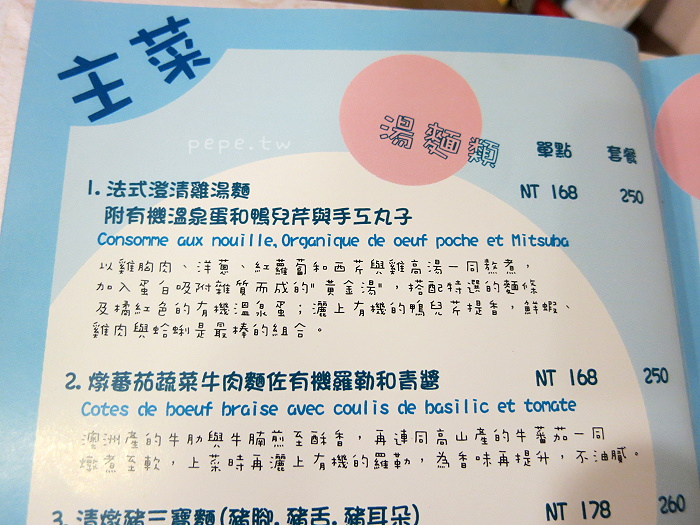 主菜
pepe.tw
湯麵類 單點 套餐
1. 法式澄清雞湯麵 NT 168 250
附有機溫泉蛋和鴨兒芹與手工丸子
Consomme aux nouille, Organique de oeuf poche et Mitsuba
以雞胸肉、洋蔥、紅蘿蔔和西芹與雞高湯一同熬煮，
加入蛋白吸附雜質而成的"黃金湯"，搭配特選的麵條
及橘紅色的有機溫泉蛋；灑上有機的鴨兒芹提香，鮮蝦、
雞肉與蛤蜊是最棒的組合。
2. 燉蕃茄蔬菜牛肉麵佐有機羅勒和青醬 NT 168 250
Cotes de boeuf braise avec coulis de basilic et tomate
澳洲產的牛肋與牛腩煎至酥香，再連同高山產的牛蕃茄一同
燉煮至軟，上菜時再灑上有機的羅勒，為香味再提升，不油膩。
3. 清燉豬三寶麵(豬腳,豬舌,豬耳朵) NT 178 260